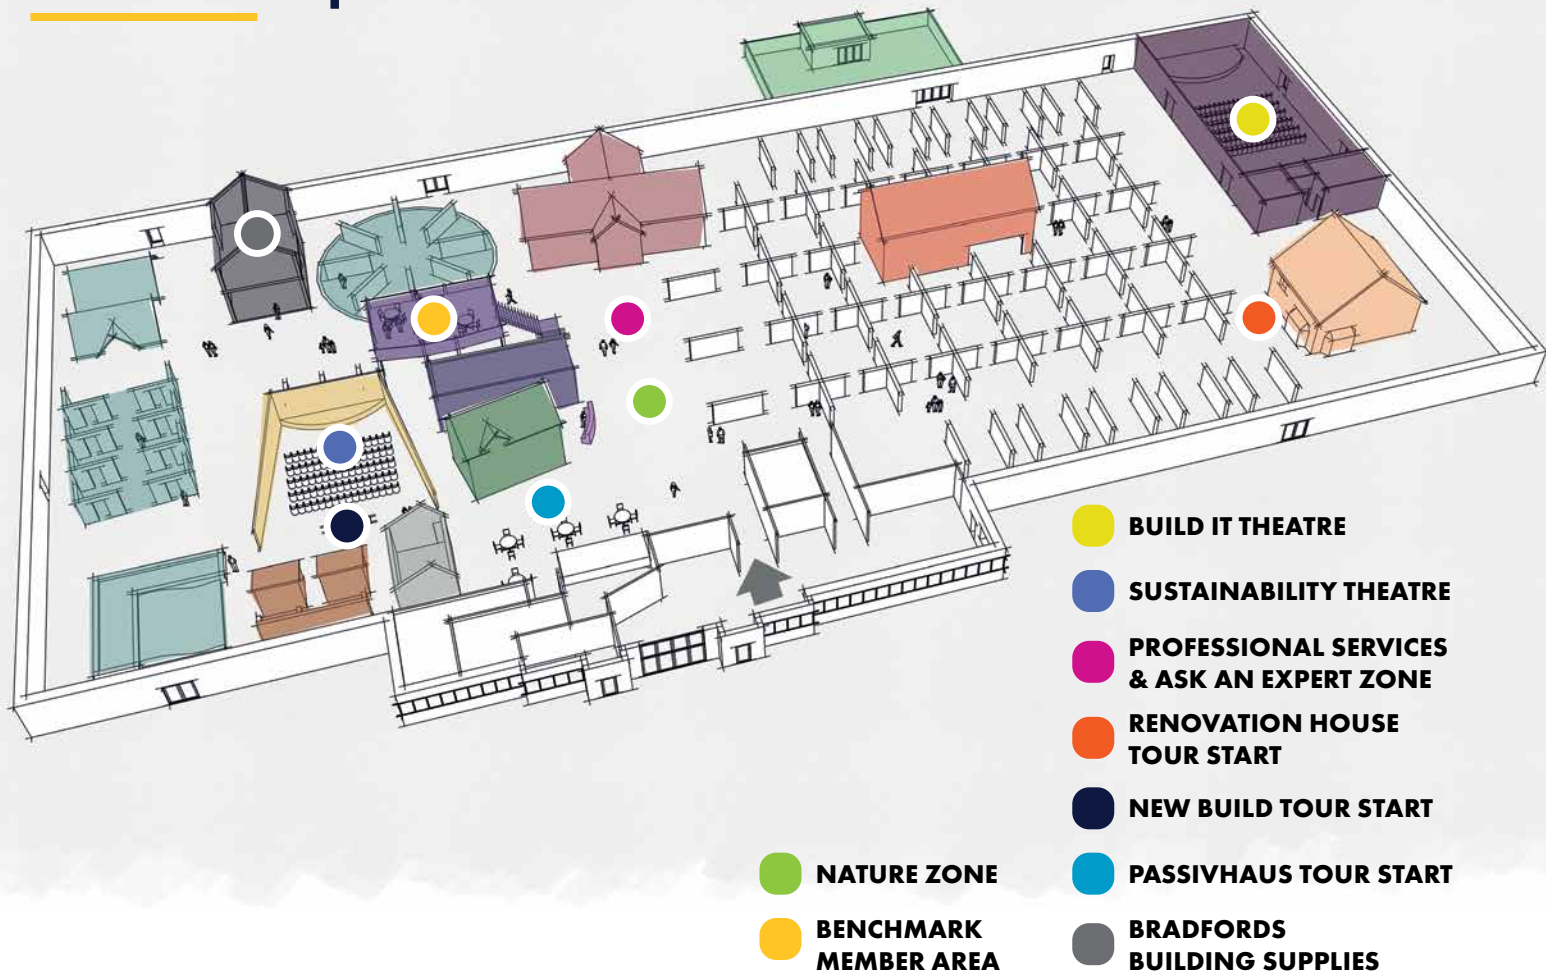 BUILD IT THEATRE
SUSTAINABILITY THEATRE
PROFESSIONAL SERVICES
& ASK AN EXPERT ZONE
RENOVATION HOUSE
TOUR START
NEW BUILD TOUR START
NATURE ZONE
PASSIVHAUS TOUR START
BENCHMARK
MEMBER AREA
BRADFORDS
BUILDING SUPPLIES